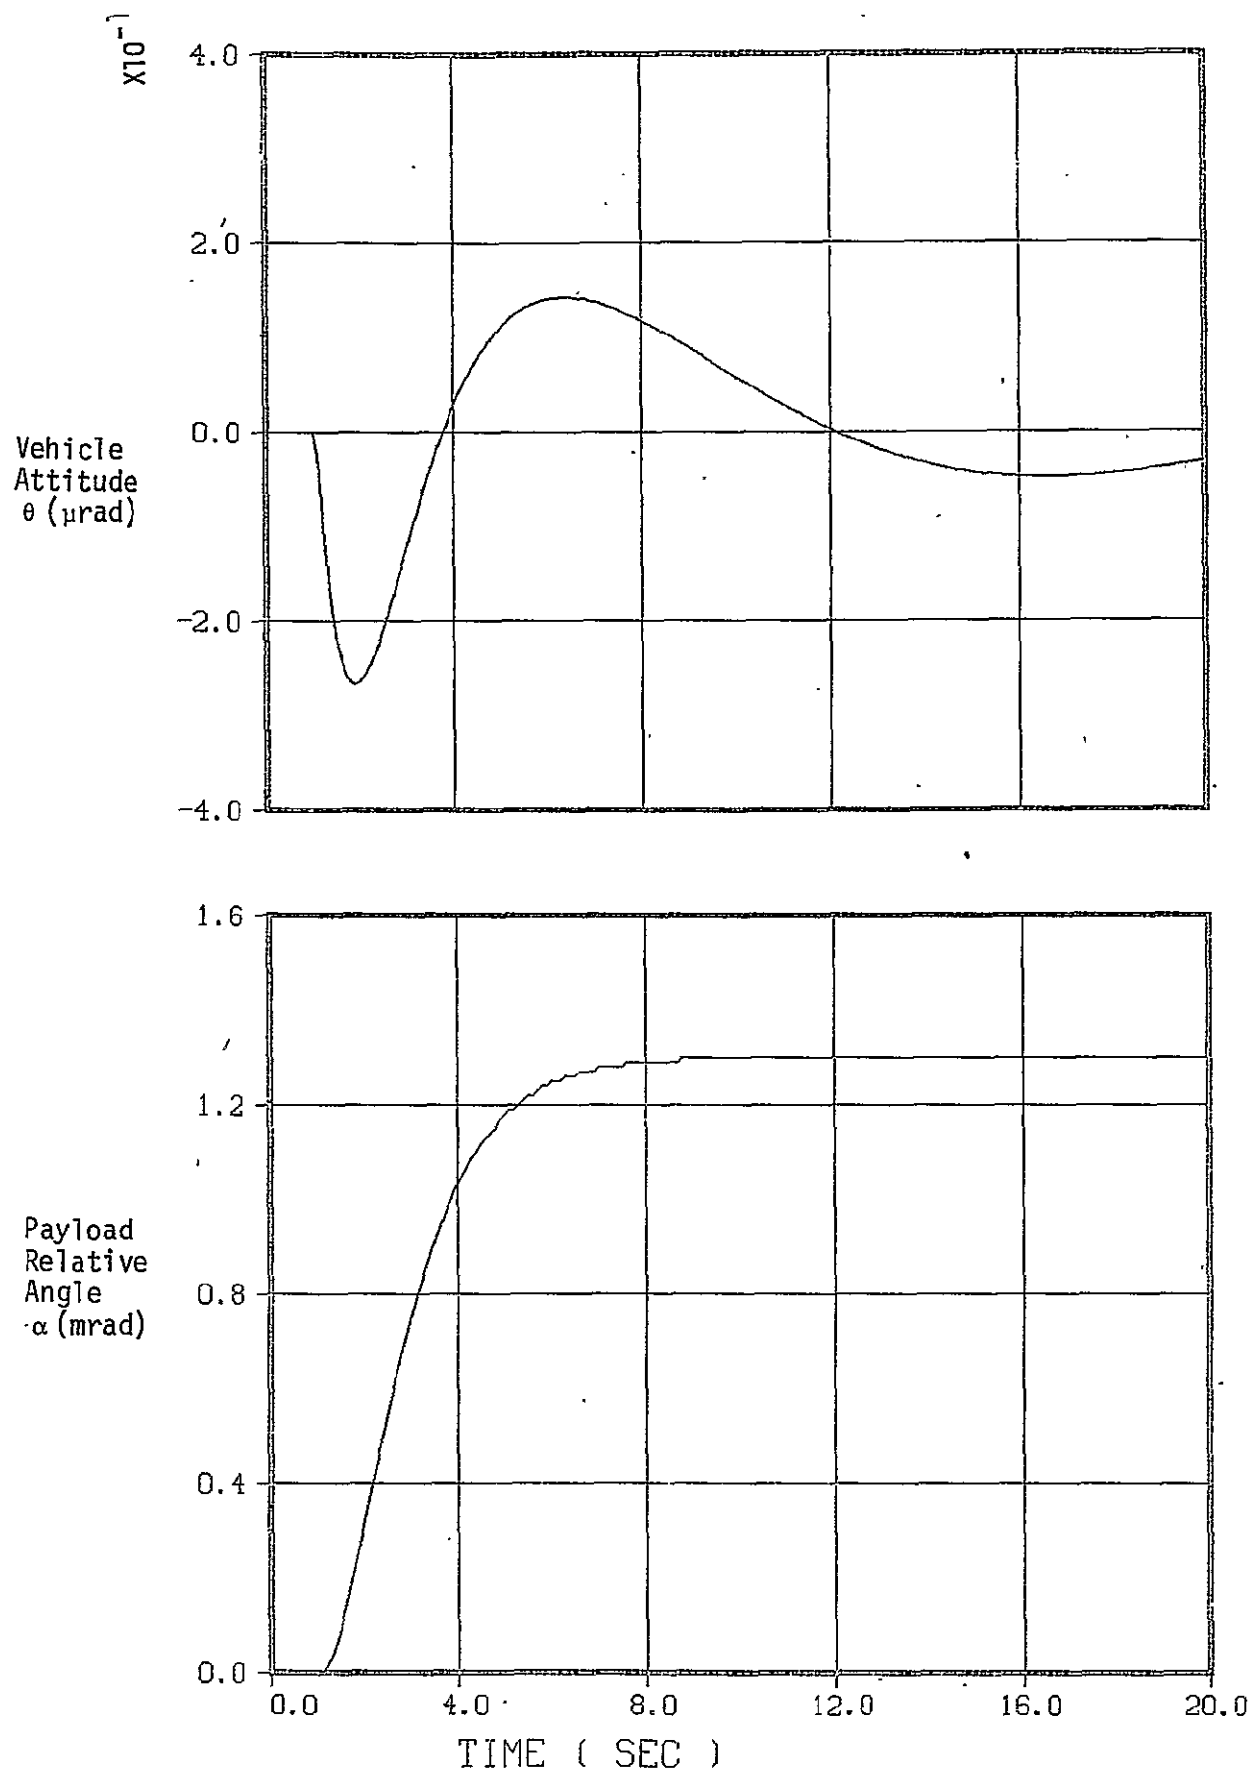 X10⁻¹
4.0
2.0
0.0
-2.0
-4.0
Vehicle
Attitude
θ (μrad)
1.6
1.2
0.8
0.4
0.0
Payload
Relative
Angle
α (mrad)
0.0 4.0 8.0 12.0 16.0 20.0
TIME ( SEC )